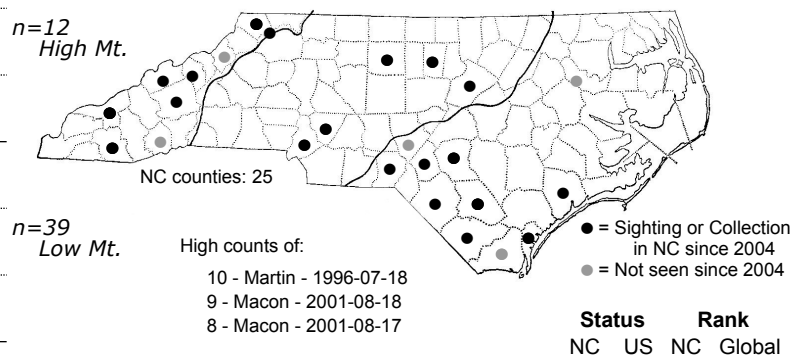 n=12
High Mt.
NC counties: 25
n=39
Low Mt.
High counts of:
10 - Martin - 1996-07-18
9 - Macon - 2001-08-18
8 - Macon - 2001-08-17
● = Sighting or Collection
in NC since 2004
● = Not seen since 2004
Status Rank
NC US NC Global